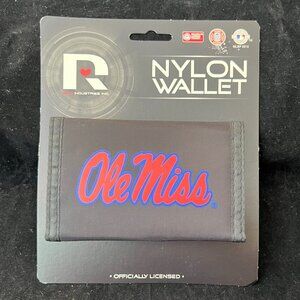 R
INDUSTRIES INC.
NYLON
WALLET
Ole Miss
®
• OFFICIALLY LICENSED •